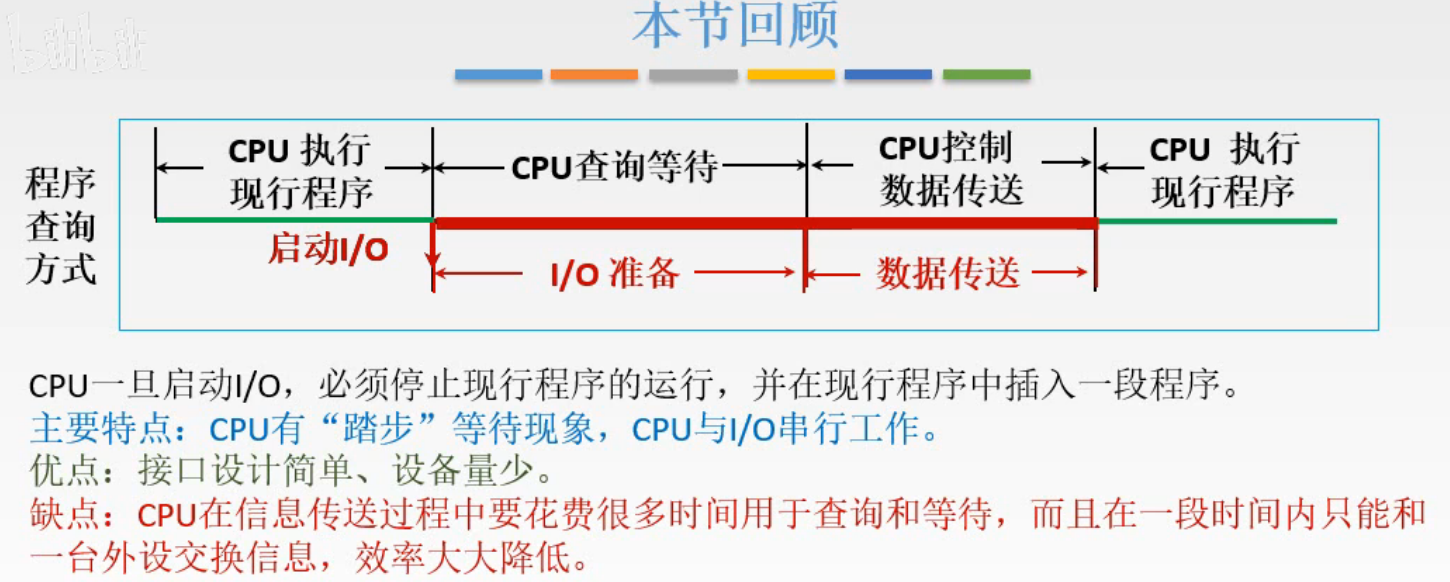 bilibili
本节回顾
程序
查询
方式
CPU 执行
现行程序
CPU查询等待
CPU控制
数据传送
CPU 执行
现行程序
启动I/O
I/O 准备
数据传送
CPU一旦启动I/O，必须停止现行程序的运行，并在现行程序中插入一段程序。
主要特点：CPU有“踏步”等待现象，CPU与I/O串行工作。
优点：接口设计简单、设备量少。
缺点：CPU在信息传送过程中要花费很多时间用于查询和等待，而且在一段时间内只能和
一台外设交换信息，效率大大降低。